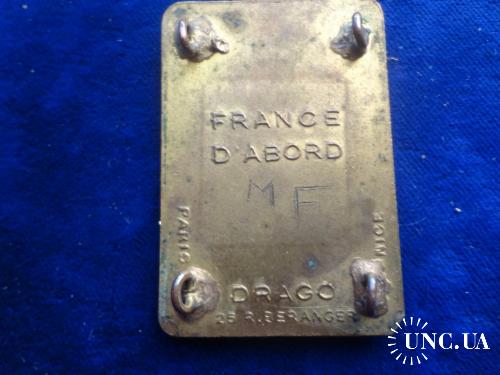 FRANCE
D'ABORD
M F
PARIS
NICE
DRAGO
25 R.BERANGER
UNC.UA